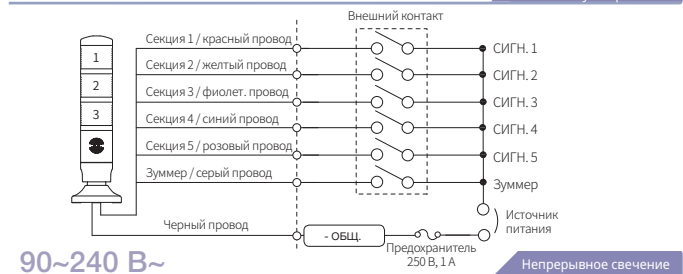 Внешний контакт
Секция 1 / красный провод
СИГН. 1
1
Секция 2 / желтый провод
СИГН. 2
2
Секция 3 / фиолет. провод
СИГН. 3
3
Секция 4 / синий провод
СИГН. 4
Секция 5 / розовый провод
СИГН. 5
Зуммер / серый провод
Зуммер
Источник
питания
Черный провод
- ОБЩ.
Предохранитель
250 В, 1 А
90~240 В~
Непрерывное свечение